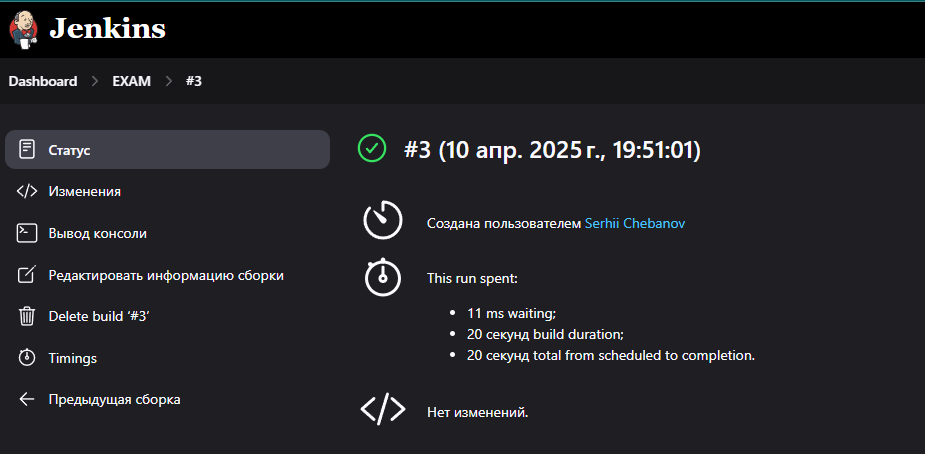 Jenkins
Dashboard > EXAM > #3
Статус
Изменения
Вывод консоли
Редактировать информацию сборки
Delete build ‘#3’
Timings
Предыдущая сборка
#3 (10 апр. 2025 г., 19:51:01)
Создана пользователем Serhii Chebanov
This run spent:
• 11 ms waiting;
• 20 секунд build duration;
• 20 секунд total from scheduled to completion.
Нет изменений.